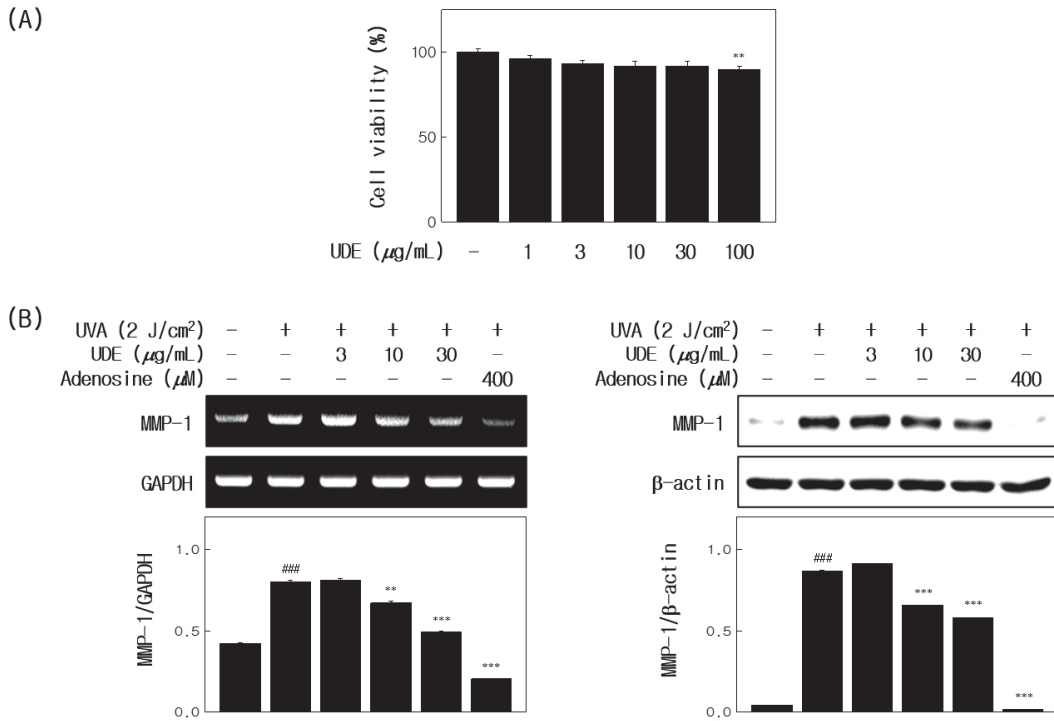 (A)
Cell viability (%)
100
50
0
**
UDE (μg/mL) – 1 3 10 30 100
(B)
UVA (2 J/cm²) – + + + + +
UDE (μg/mL) – – 3 10 30 –
Adenosine (μM) – – – – – 400
MMP-1
GAPDH
MMP-1/GAPDH
1.0
0.5
0.0
### ** *** ***
UVA (2 J/cm²) – + + + + +
UDE (μg/mL) – – 3 10 30 –
Adenosine (μM) – – – – – 400
MMP-1
β-actin
MMP-1/β-actin
1.0
0.5
0.0
### *** *** ***